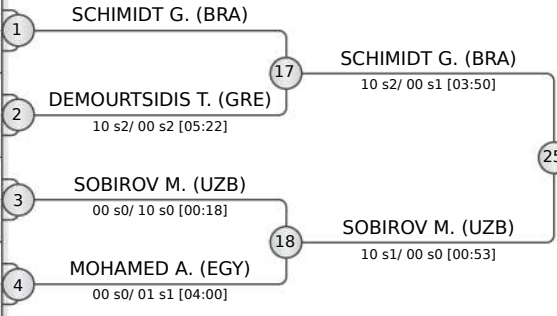 SCHIMIDT G. (BRA)
1
17
SCHIMIDT G. (BRA)
10 s2/ 00 s1 [03:50]
DEMOURTSIDIS T. (GRE)
2
10 s2/ 00 s2 [05:22]
25
SOBIROV M. (UZB)
3
00 s0/ 10 s0 [00:18]
18
SOBIROV M. (UZB)
10 s1/ 00 s0 [00:53]
MOHAMED A. (EGY)
4
00 s0/ 01 s1 [04:00]